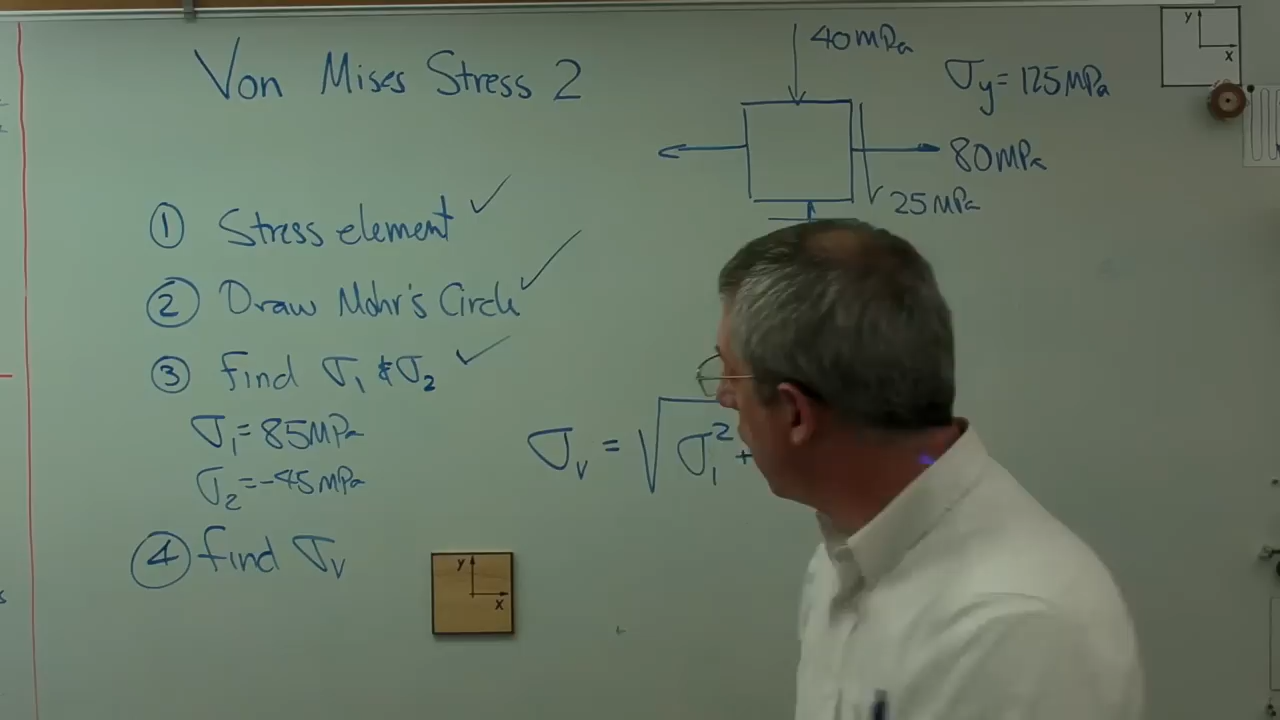 Von Mises Stress 2
40 MPa
σy = 125 MPa
80 MPa
25 MPa
① Stress element ✓
② Draw Mohr's Circle ✓
③ find σ₁ & σ₂ ✓
σ₁ = 85 MPa
σ₂ = -45 MPa
④ find σv
σv = √σ₁² +
y
x
y
x